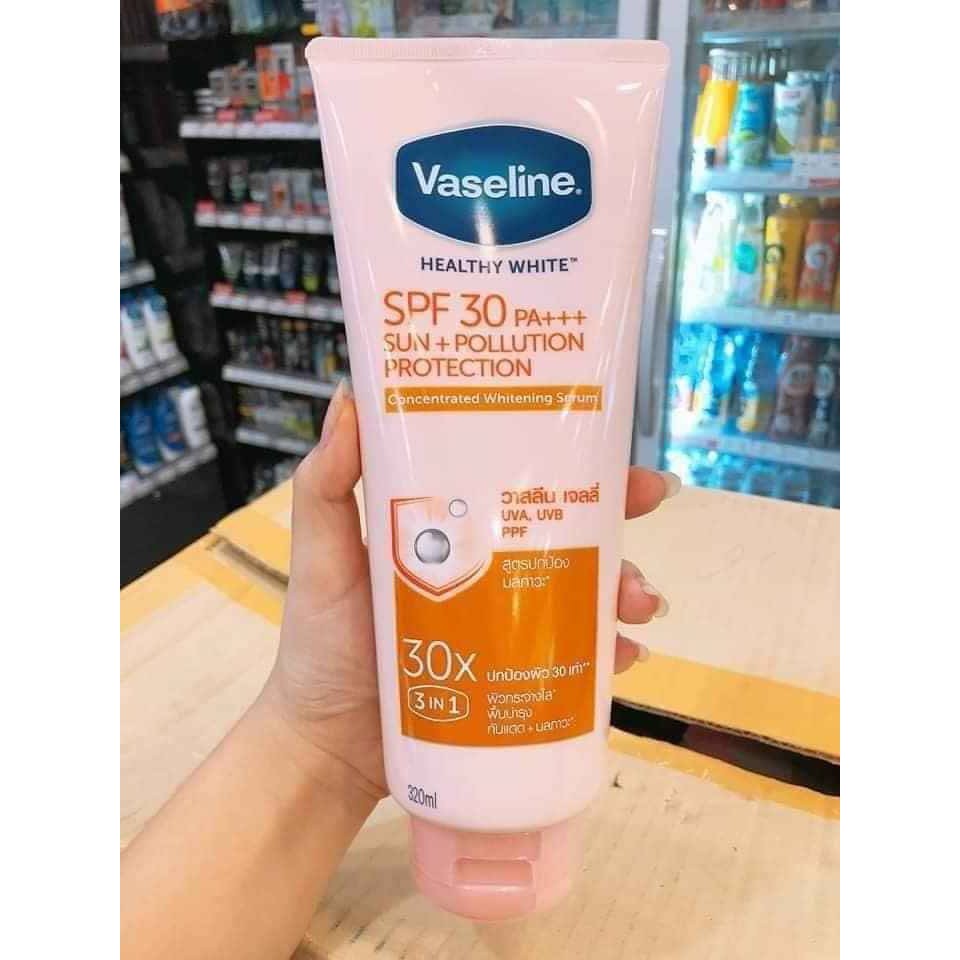 Vaseline.
HEALTHY WHITE™
SPF 30 PA+++
SUN + POLLUTION
PROTECTION
Concentrated Whitening Serum
วาสลีน เจลลี่
UVA, UVB
PPF
สูตรปกป้อง
มลภาวะ*
30x
3 IN 1
ปกป้องผิว 30 เท่า**
ผิวกระจ่างใส*
ฟื้นบำรุง
กันแดด + มลภาวะ*
320ml